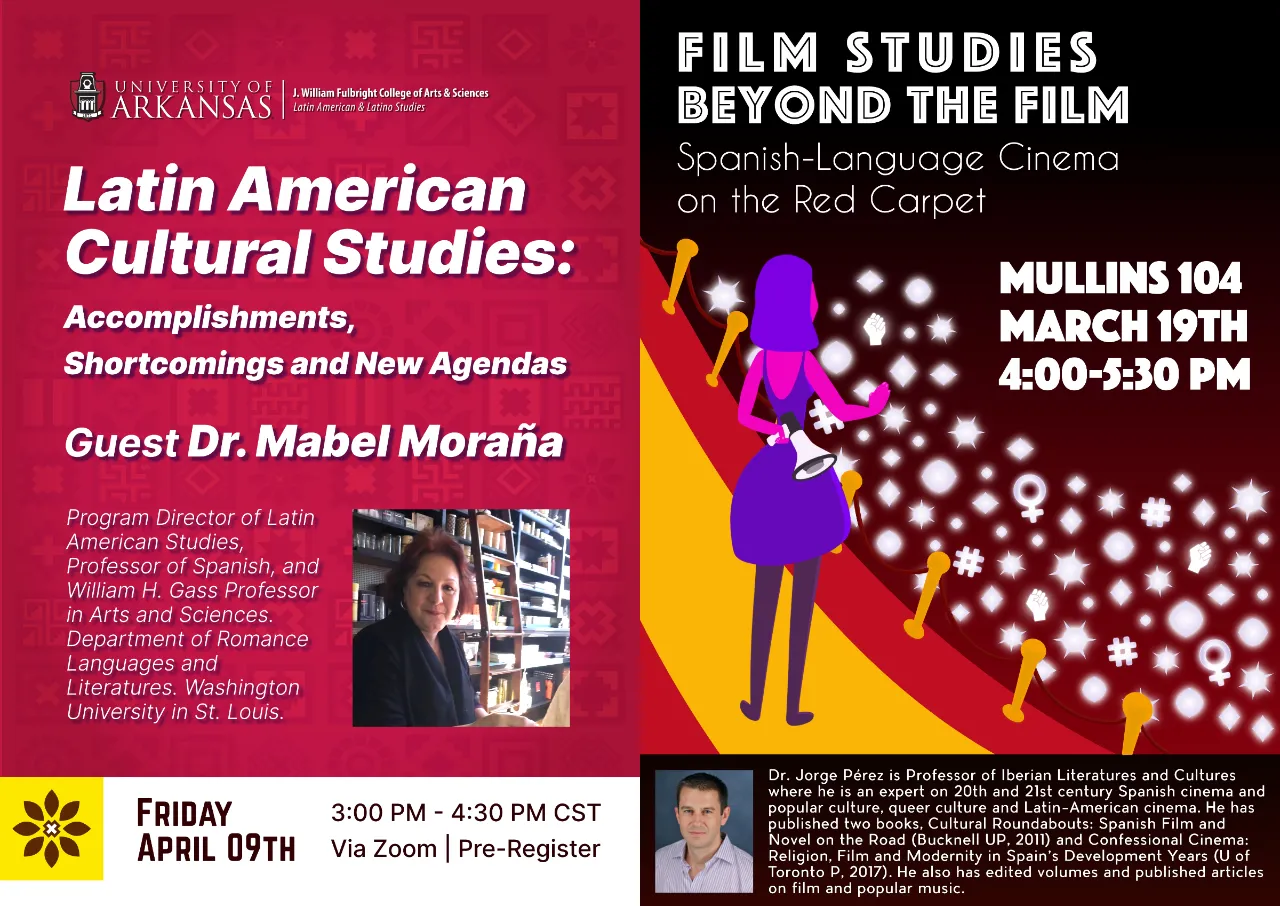 UNIVERSITY OF
ARKANSAS
J. William Fulbright College of Arts & Sciences
Latin American & Latino Studies
Latin American
Cultural Studies:
Accomplishments,
Shortcomings and New Agendas
Guest Dr. Mabel Moraña
Program Director of Latin
American Studies,
Professor of Spanish, and
William H. Gass Professor
in Arts and Sciences.
Department of Romance
Languages and
Literatures. Washington
University in St. Louis.
FRIDAY
APRIL 09TH
3:00 PM - 4:30 PM CST
Via Zoom | Pre-Register
FILM STUDIES
BEYOND THE FILM
Spanish-Language Cinema
on the Red Carpet
MULLINS 104
MARCH 19TH
4:00-5:30 PM
#
#
#
#
Dr. Jorge Pérez is Professor of Iberian Literatures and Cultures
where he is an expert on 20th and 21st century Spanish cinema and
popular culture, queer culture and Latin-American cinema. He has
published two books, Cultural Roundabouts: Spanish Film and
Novel on the Road (Bucknell UP, 2011) and Confessional Cinema:
Religion, Film and Modernity in Spain's Development Years (U of
Toronto P, 2017). He also has edited volumes and published articles
on film and popular music.